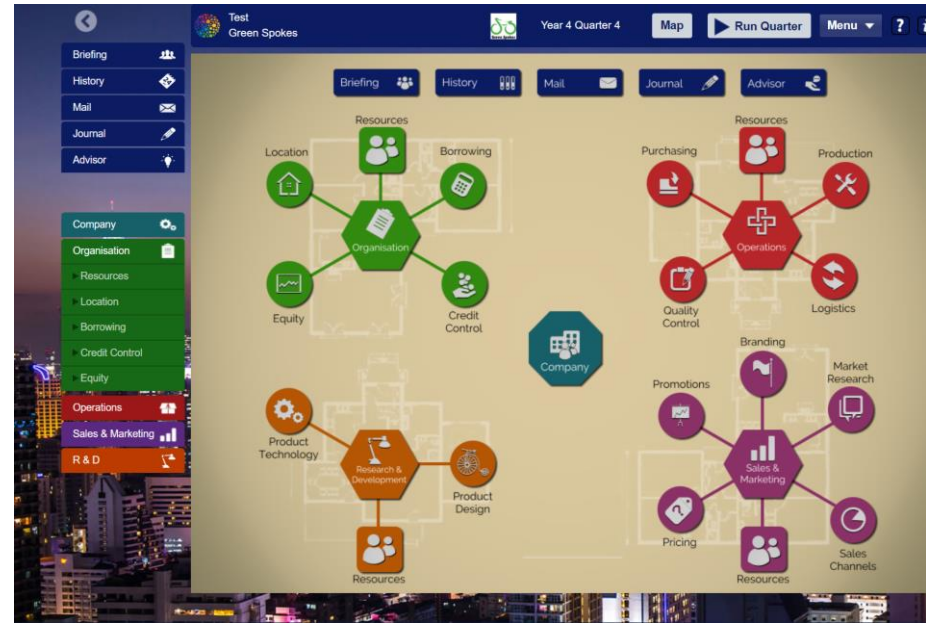 Test
Green Spokes
Year 4 Quarter 4
Map
Run Quarter
Menu
?
Briefing
History
Mail
Journal
Advisor
Company
Organisation
Resources
Location
Borrowing
Credit Control
Equity
Operations
Sales & Marketing
R & D
Briefing
History
Mail
Journal
Advisor
Resources
Location
Borrowing
Organisation
Equity
Credit
Control
Resources
Purchasing
Production
Operations
Quality
Control
Logistics
Company
Branding
Promotions
Market
Research
Sales &
Marketing
Pricing
Sales
Channels
Resources
Product
Technology
Research &
Development
Product
Design
Resources